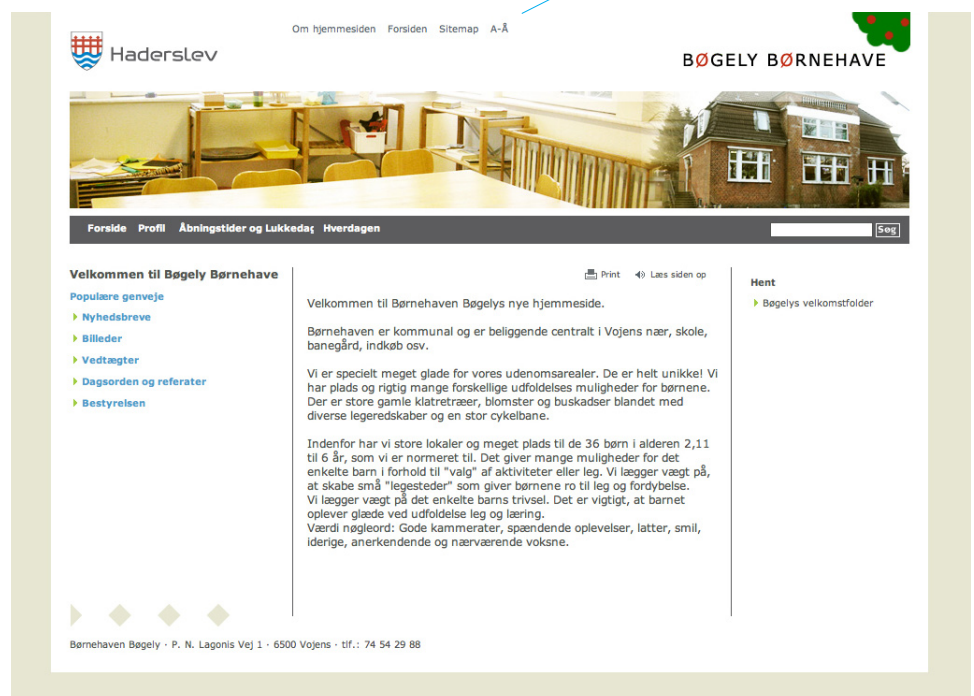 Om hjemmesiden Forsiden Sitemap A-Å
Haderslev
BØGELY BØRNEHAVE
Forside Profil Åbningstider og Lukkedag Hverdagen
Søg
Velkommen til Bøgely Børnehave
Populære genveje
Nyhedsbreve
Billeder
Vedtægter
Dagsorden og referater
Bestyrelsen
Print Læs siden op
Velkommen til Børnehaven Bøgelys nye hjemmeside.
Børnehaven er kommunal og er beliggende centralt i Vojens nær, skole,
banegård, indkøb osv.
Vi er specielt meget glade for vores udenomsarealer. De er helt unikke! Vi
har plads og rigtig mange forskellige udfoldelses muligheder for børnene.
Der er store gamle klatretræer, blomster og buskadser blandet med
diverse legeredskaber og en stor cykelbane.
Indenfor har vi store lokaler og meget plads til de 36 børn i alderen 2,11
til 6 år, som vi er normeret til. Det giver mange muligheder for det
enkelte barn i forhold til "valg" af aktiviteter eller leg. Vi lægger vægt på,
at skabe små "legesteder" som giver børnene ro til leg og fordybelse.
Vi lægger vægt på det enkelte barns trivsel. Det er vigtigt, at barnet
oplever glæde ved udfoldelse leg og læring.
Værdi nøgleord: Gode kammerater, spændende oplevelser, latter, smil,
iderige, anerkendende og nærværende voksne.
Hent
Bøgelys velkomstfolder
Børnehaven Bøgely · P. N. Lagonis Vej 1 · 6500 Vojens · tlf.: 74 54 29 88